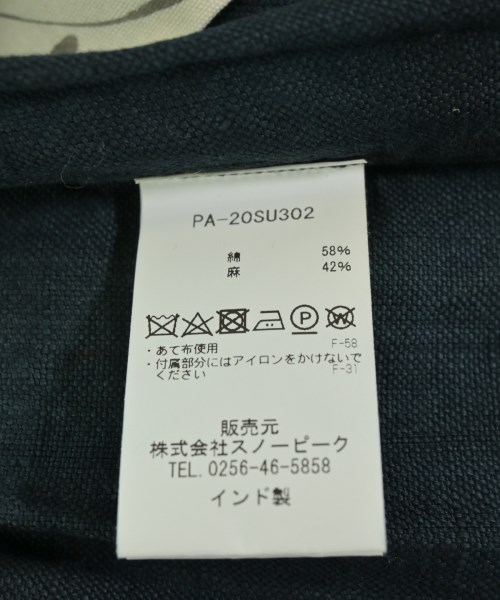 PA-20SU302
綿 58%
麻 42%
P W
F-58
・あて布使用
・付属部分にはアイロンをかけないで
ください F-31
販売元
株式会社スノーピーク
TEL. 0256-46-5858
インド製